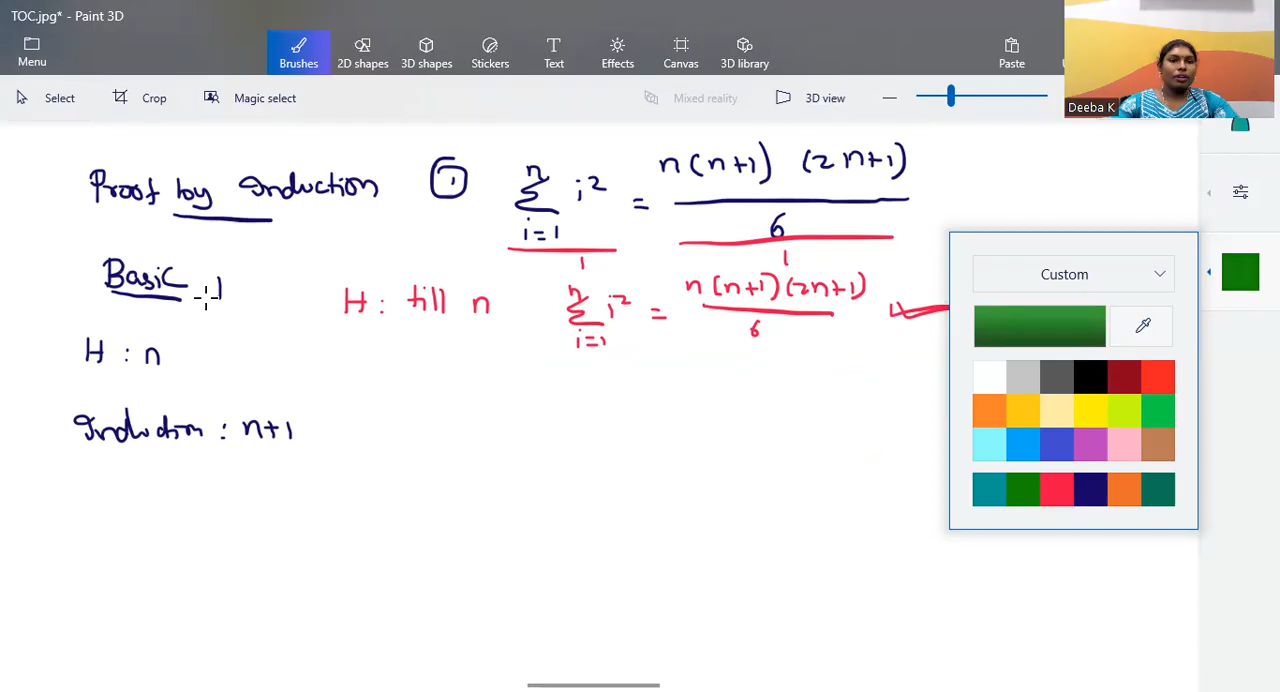 TOC.jpg* - Paint 3D
Menu
Brushes 2D shapes 3D shapes Stickers Text Effects Canvas 3D library Paste
Select Crop Magic select Mixed reality 3D view
Deeba K
Proof by Induction ① n Σ i=1 i² = n(n+1) (2n+1) / 6
1 1
Basic 1
H : till n n Σ i=1 i² = n(n+1)(2n+1) / 6
H : n
Induction : n+1
Custom